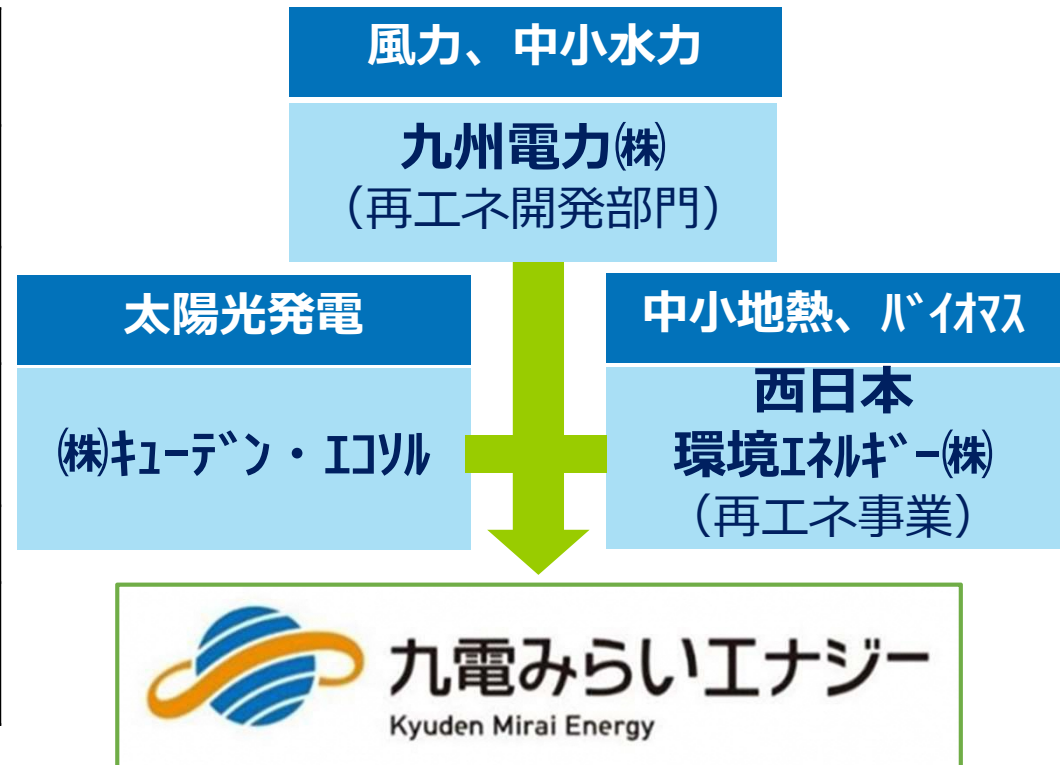 風力、中小水力
九州電力㈱
（再エネ開発部門）
太陽光発電
㈱ｷｭｰﾃﾞﾝ・ｴｺｿﾙ
中小地熱、ﾊﾞｲｵﾏｽ
西日本
環境ｴﾈﾙｷﾞｰ㈱
（再エネ事業）
九電みらいエナジー
Kyuden Mirai Energy